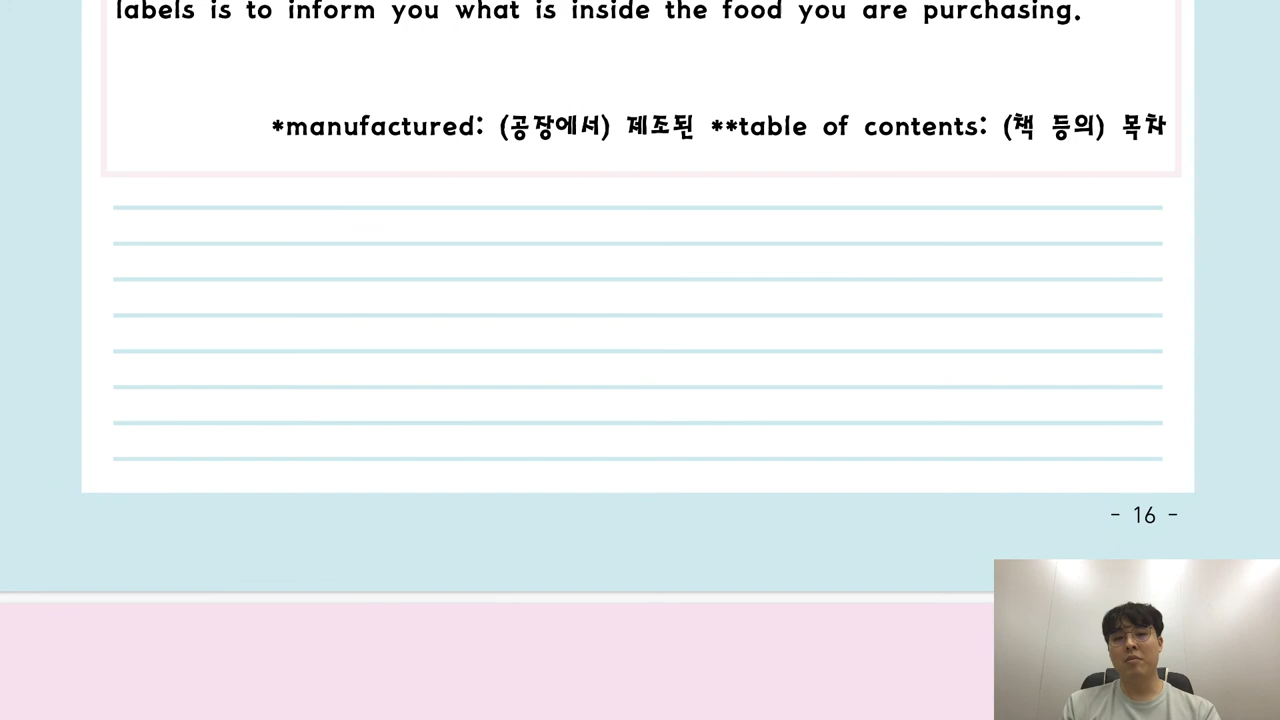 labels is to inform you what is inside the food you are purchasing.
*manufactured: (공장에서) 제조된 **table of contents: (책 등의) 목차
- 16 -